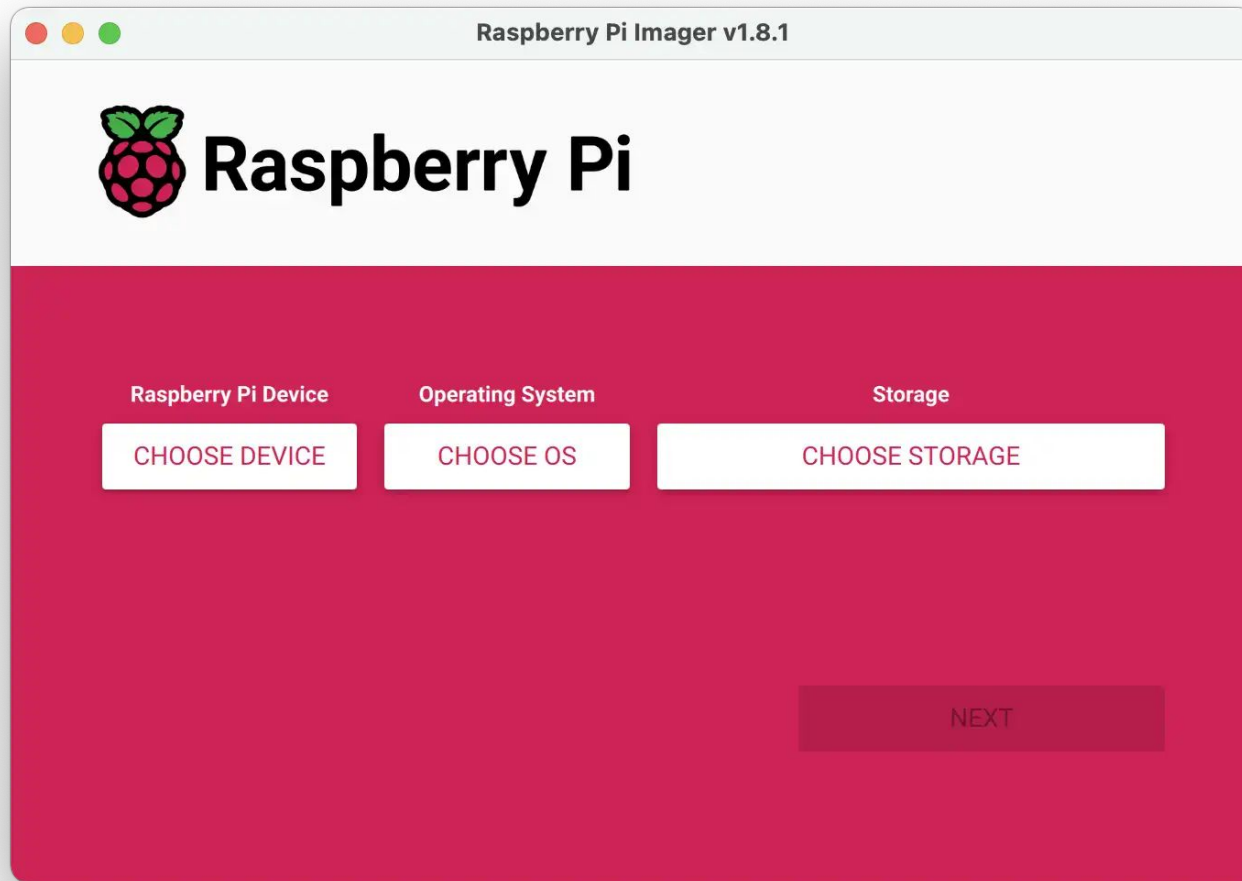 Raspberry Pi Imager v1.8.1
Raspberry Pi
Raspberry Pi Device
Operating System
Storage
CHOOSE DEVICE
CHOOSE OS
CHOOSE STORAGE
NEXT